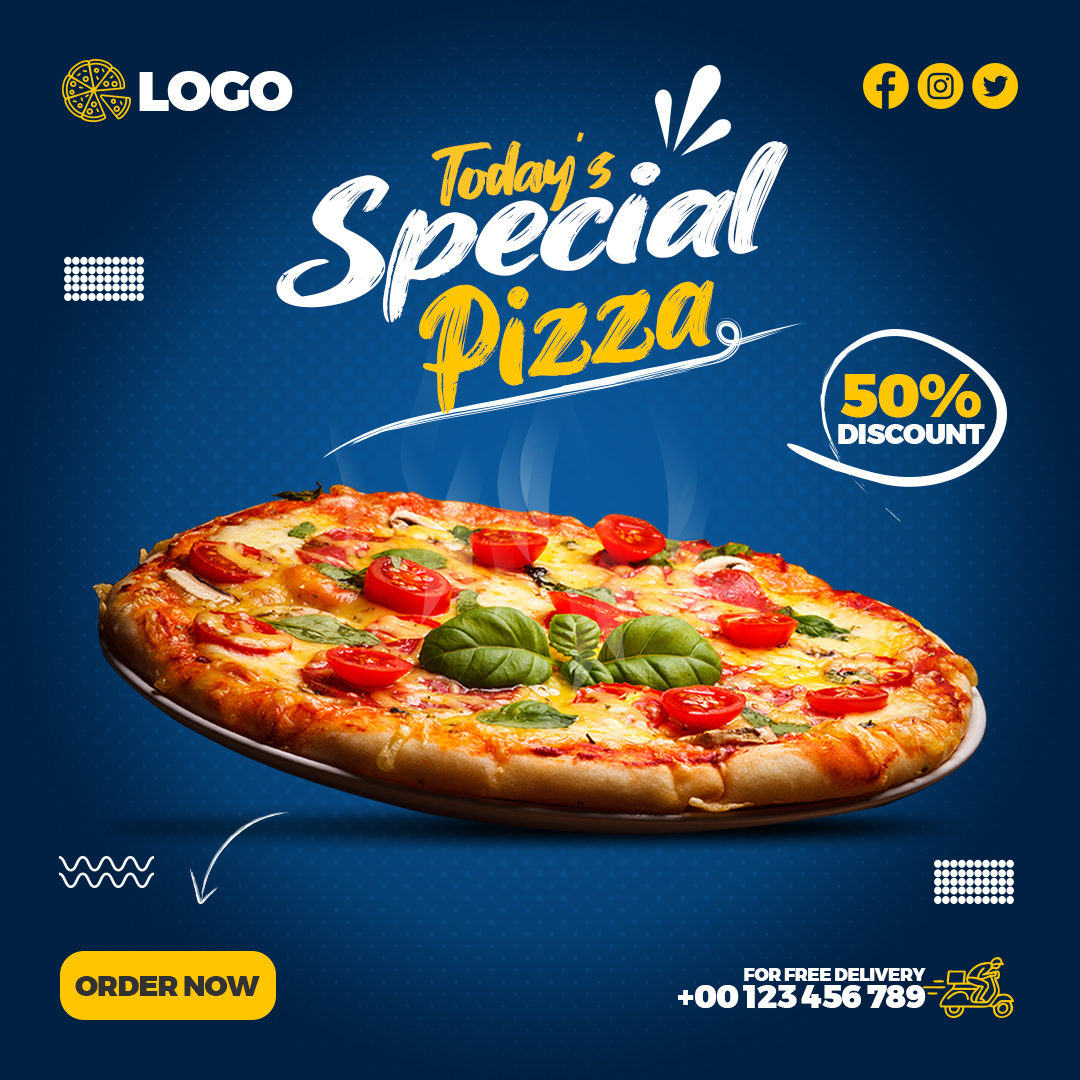 LOGO
Today's
Special
Pizza
50%
DISCOUNT
ORDER NOW
FOR FREE DELIVERY
+00 123 456 789